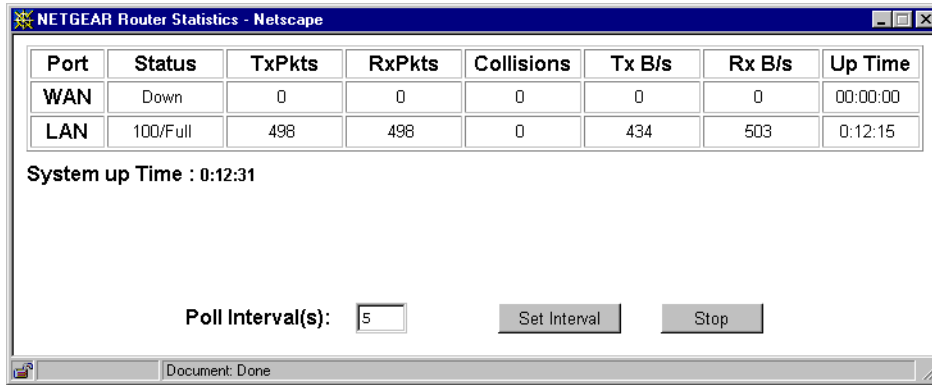 NETGEAR Router Statistics - Netscape
Port Status TxPkts RxPkts Collisions Tx B/s Rx B/s Up Time
WAN Down 0 0 0 0 0 00:00:00
LAN 100/Full 498 498 0 434 503 0:12:15
System up Time : 0:12:31
Poll Interval(s): 5 Set Interval Stop
Document: Done